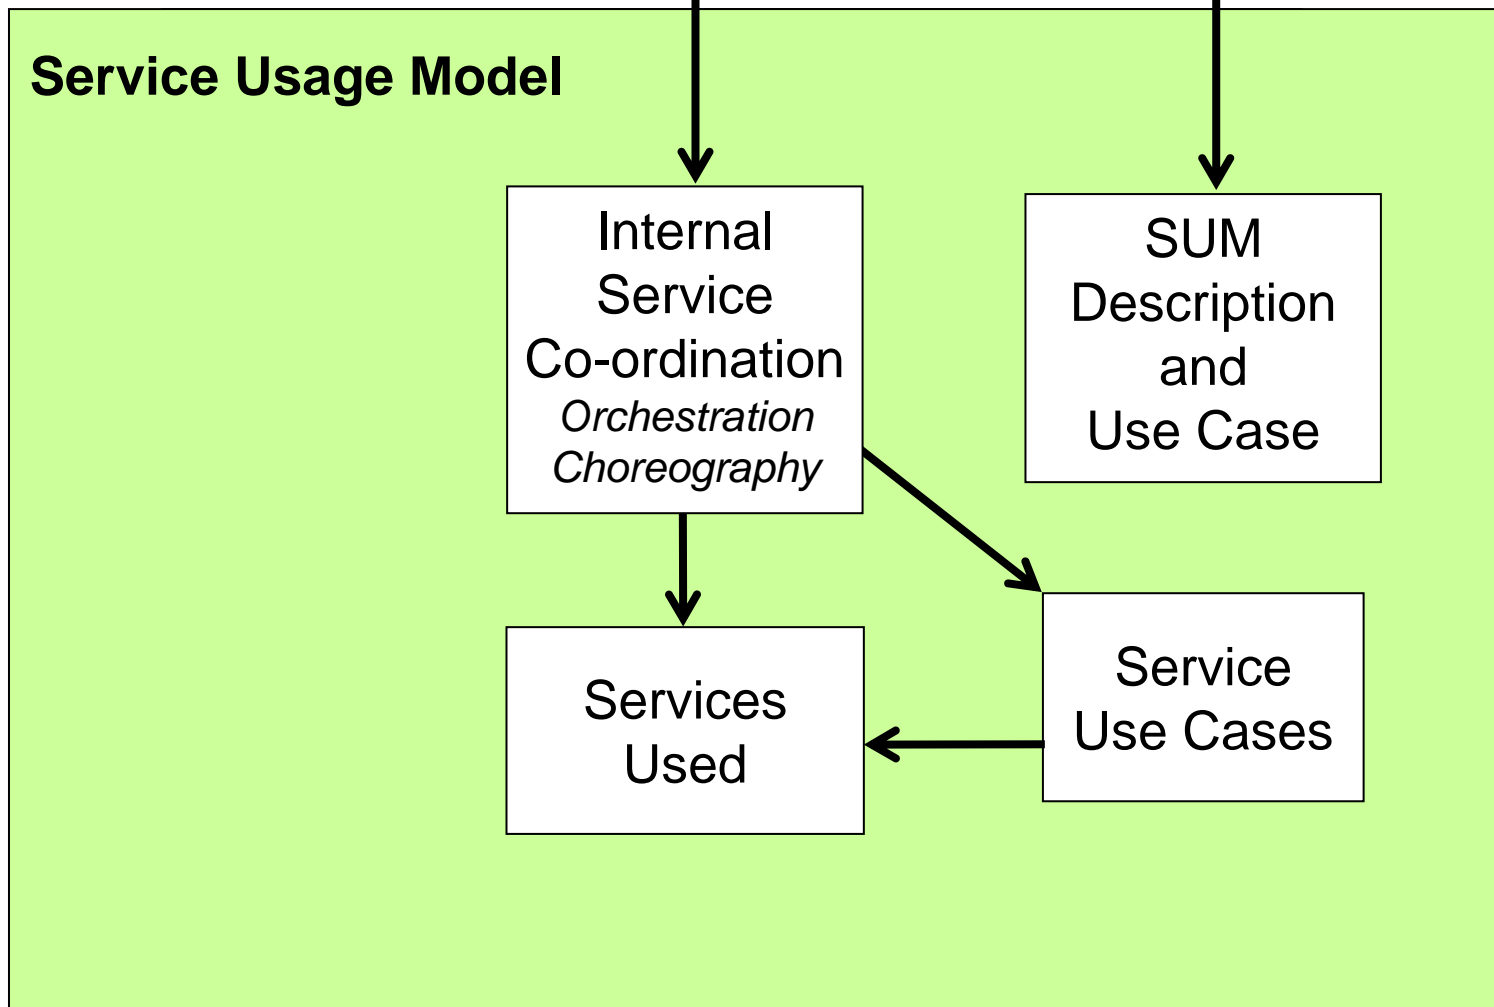 Service Usage Model
Internal
Service
Co-ordination
Orchestration
Choreography
SUM
Description
and
Use Case
Services
Used
Service
Use Cases